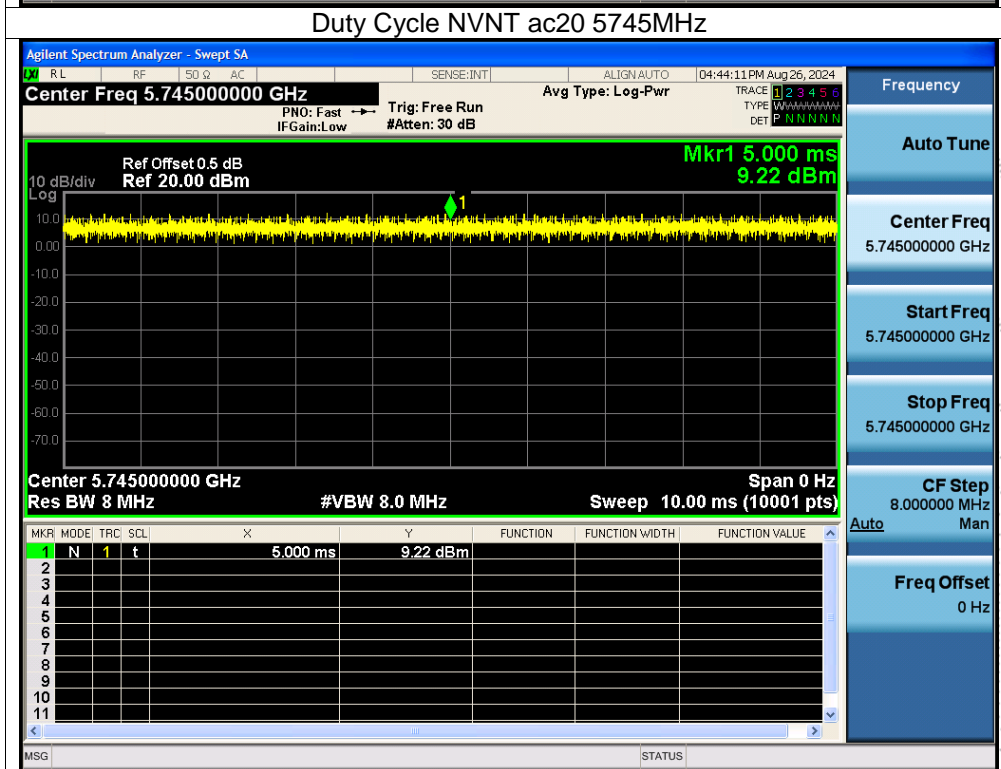 Duty Cycle NVNT ac20 5745MHz
Agilent Spectrum Analyzer - Swept SA
LXI RL RF 50 Ω AC SENSE:INT ALIGN AUTO 04:44:11 PM Aug 26, 2024
Center Freq 5.745000000 GHz
PNO: Fast
IFGain:Low
Trig: Free Run
#Atten: 30 dB
Avg Type: Log-Pwr
TRACE 1 2 3 4 5 6
TYPE WWWWWW
DET P N N N N N
Mkr1 5.000 ms
9.22 dBm
Ref Offset 0.5 dB
10 dB/div Ref 20.00 dBm
Log
1
10.0
0.00
-10.0
-20.0
-30.0
-40.0
-50.0
-60.0
-70.0
Center 5.745000000 GHz Span 0 Hz
Res BW 8 MHz #VBW 8.0 MHz Sweep 10.00 ms (10001 pts)
MKR MODE TRC SCL X Y FUNCTION FUNCTION WIDTH FUNCTION VALUE
1 N 1 t 5.000 ms 9.22 dBm
2
3
4
5
6
7
8
9
10
11
MSG STATUS
Frequency
Auto Tune
Center Freq
5.745000000 GHz
Start Freq
5.745000000 GHz
Stop Freq
5.745000000 GHz
CF Step
8.000000 MHz
Auto Man
Freq Offset
0 Hz